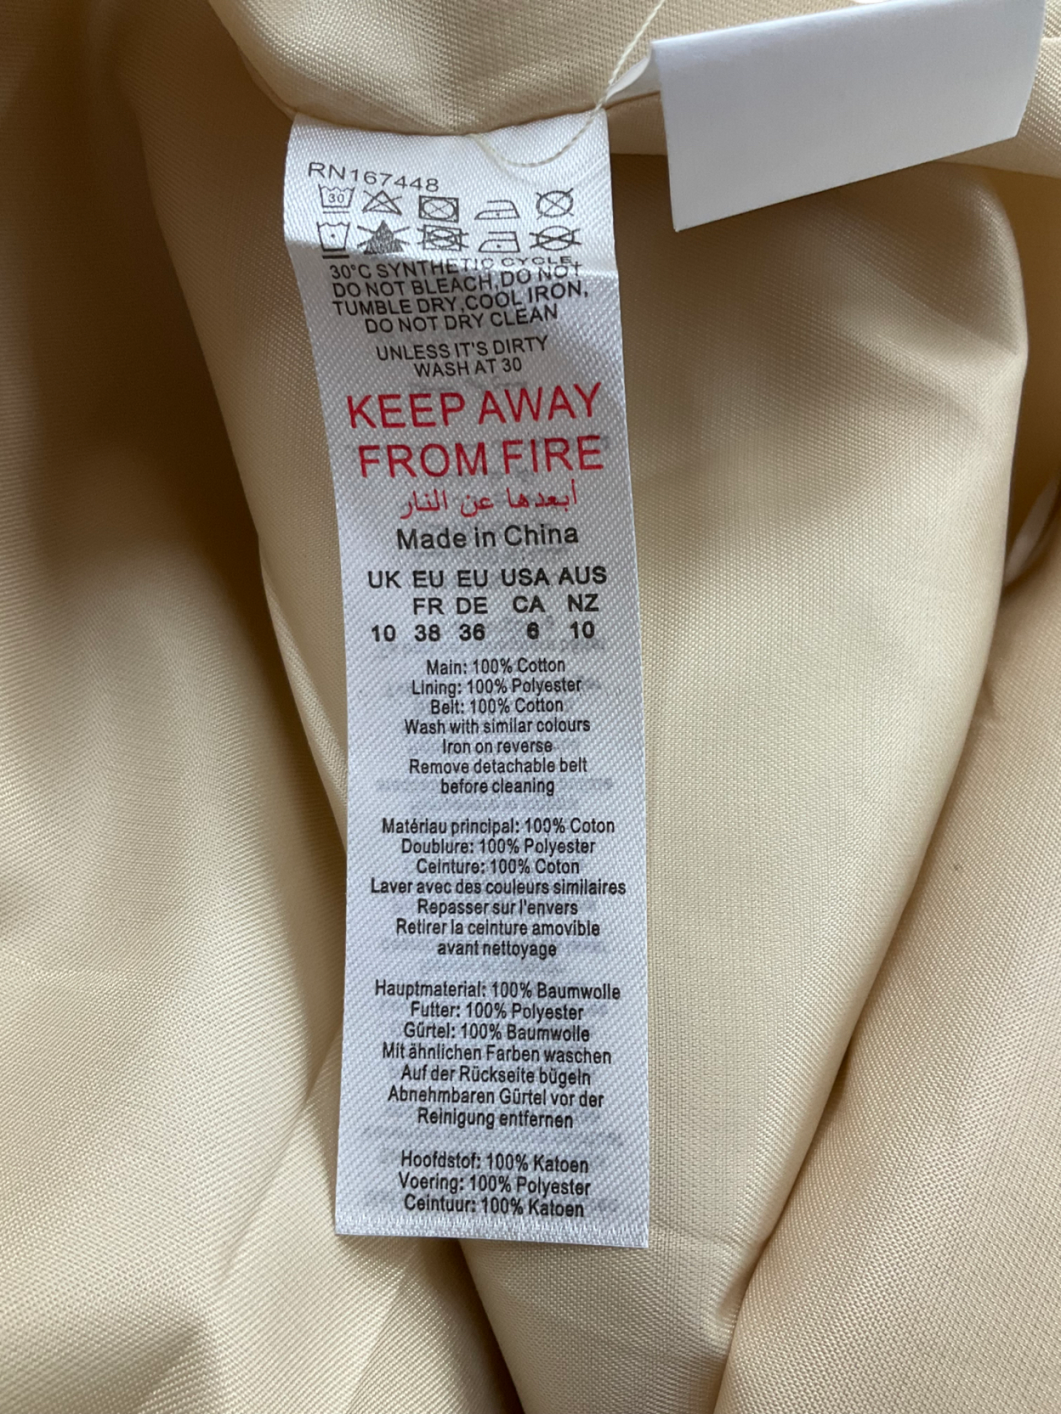 RN167448
30
30°C SYNTHETIC CYCLE,
DO NOT BLEACH,DO NOT
TUMBLE DRY,COOL IRON,
DO NOT DRY CLEAN
UNLESS IT'S DIRTY
WASH AT 30
KEEP AWAY
FROM FIRE
أبعدها عن النار
Made in China
UK EU EU USA AUS
FR DE CA NZ
10 38 36 6 10
Main: 100% Cotton
Lining: 100% Polyester
Belt: 100% Cotton
Wash with similar colours
Iron on reverse
Remove detachable belt
before cleaning
Matériau principal: 100% Coton
Doublure: 100% Polyester
Ceinture: 100% Coton
Laver avec des couleurs similaires
Repasser sur l'envers
Retirer la ceinture amovible
avant nettoyage
Hauptmaterial: 100% Baumwolle
Futter: 100% Polyester
Gürtel: 100% Baumwolle
Mit ähnlichen Farben waschen
Auf der Rückseite bügeln
Abnehmbaren Gürtel vor der
Reinigung entfernen
Hoofdstof: 100% Katoen
Voering: 100% Polyester
Ceintuur: 100% Katoen